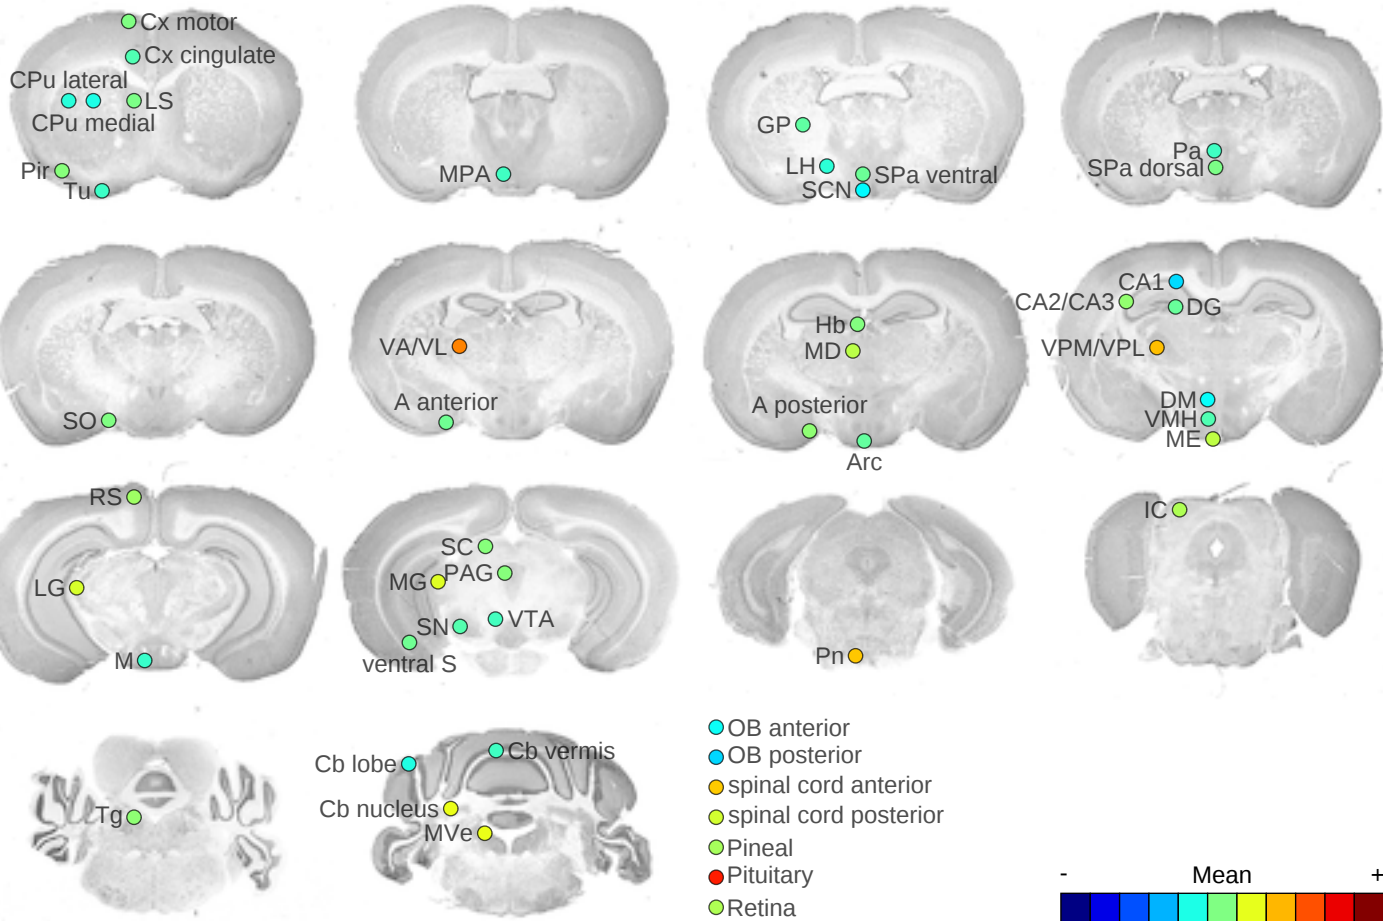 Cx motor
Cx cingulate
CPu lateral
LS
CPu medial
Pir
Tu
MPA
GP
LH
SPa ventral
SCN
Pa
SPa dorsal
SO
VA/VL
A anterior
Hb
MD
A posterior
Arc
CA1
CA2/CA3
DG
VPM/VPL
DM
VMH
ME
RS
LG
M
SC
PAG
MG
SN
VTA
ventral S
Pn
IC
Tg
Cb lobe
Cb vermis
Cb nucleus
MVe
OB anterior
OB posterior
spinal cord anterior
spinal cord posterior
Pineal
Pituitary
Retina
- Mean +